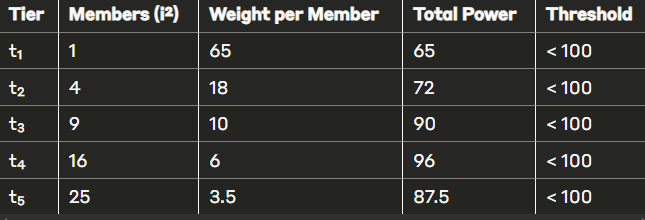 Tier Members (i²) Weight per Member Total Power Threshold
t₁ 1 65 65 < 100
t₂ 4 18 72 < 100
t₃ 9 10 90 < 100
t₄ 16 6 96 < 100
t₅ 25 3.5 87.5 < 100